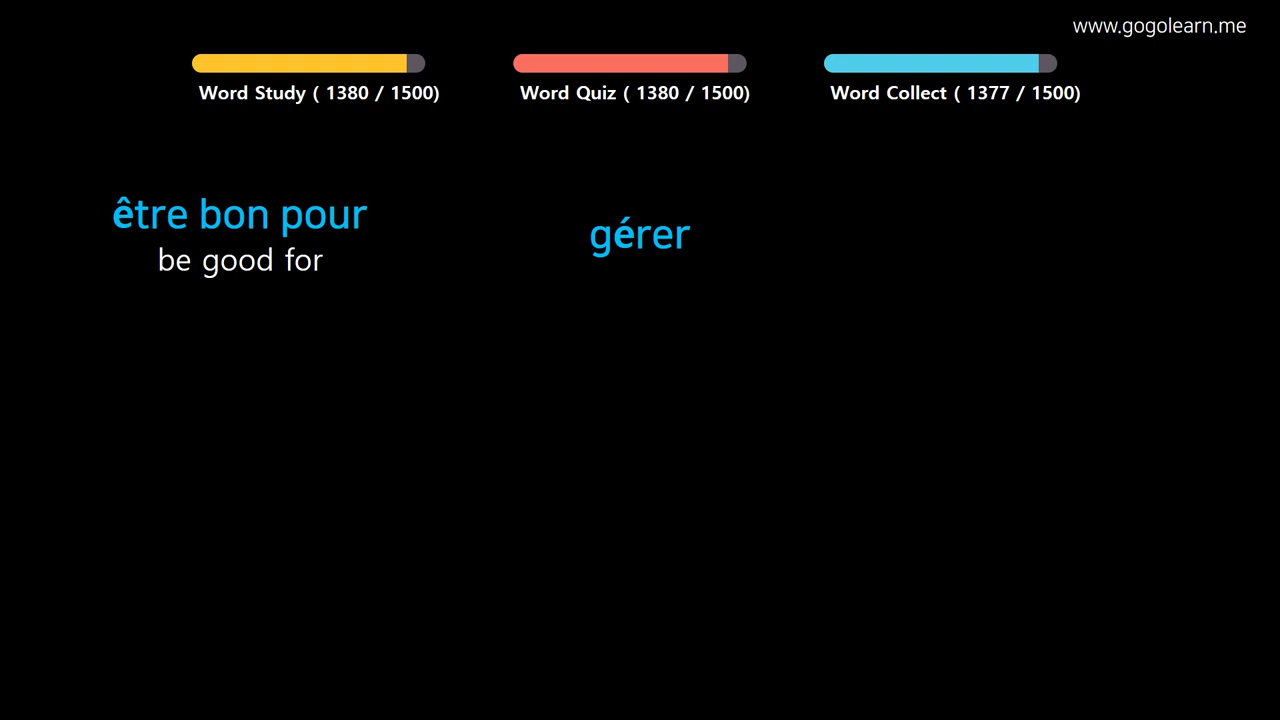 www.gogolearn.me
Word Study ( 1380 / 1500)
Word Quiz ( 1380 / 1500)
Word Collect ( 1377 / 1500)
être bon pour
be good for
gérer